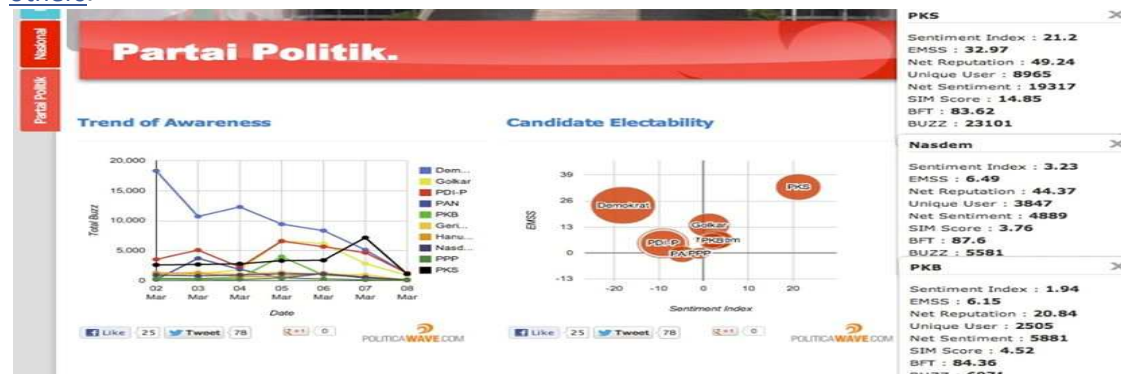 others.
Nasional
Partai Politik
Partai Politik.
Trend of Awareness
20,000
15,000
10,000
5,000
0
Total Buzz
02 Mar
03 Mar
04 Mar
05 Mar
06 Mar
07 Mar
08 Mar
Date
Dem...
Golkar
PDI-P
PAN
PKB
Geri...
Hanu...
Nasd...
PPP
PKS
Like 25 Tweet 78 +1 0
POLITICAWAVE.COM
Candidate Electability
39
26
13
0
-13
EMSS
-20 -10 0 10 20
Sentiment Index
PKS
Demokrat
Golkar
PDI-P
PPP
Like 25 Tweet 78 +1 0
POLITICAWAVE.COM
PKS
Sentiment Index : 21.2
EMSS : 32.97
Net Reputation : 49.24
Unique User : 8965
Net Sentiment : 19317
SIM Score : 14.85
BFT : 83.62
BUZZ : 23101
Nasdem
Sentiment Index : 3.23
EMSS : 6.49
Net Reputation : 44.37
Unique User : 3847
Net Sentiment : 4889
SIM Score : 3.76
BFT : 87.6
BUZZ : 5581
PKB
Sentiment Index : 1.94
EMSS : 6.15
Net Reputation : 20.84
Unique User : 2505
Net Sentiment : 5881
SIM Score : 4.52
BFT : 84.36